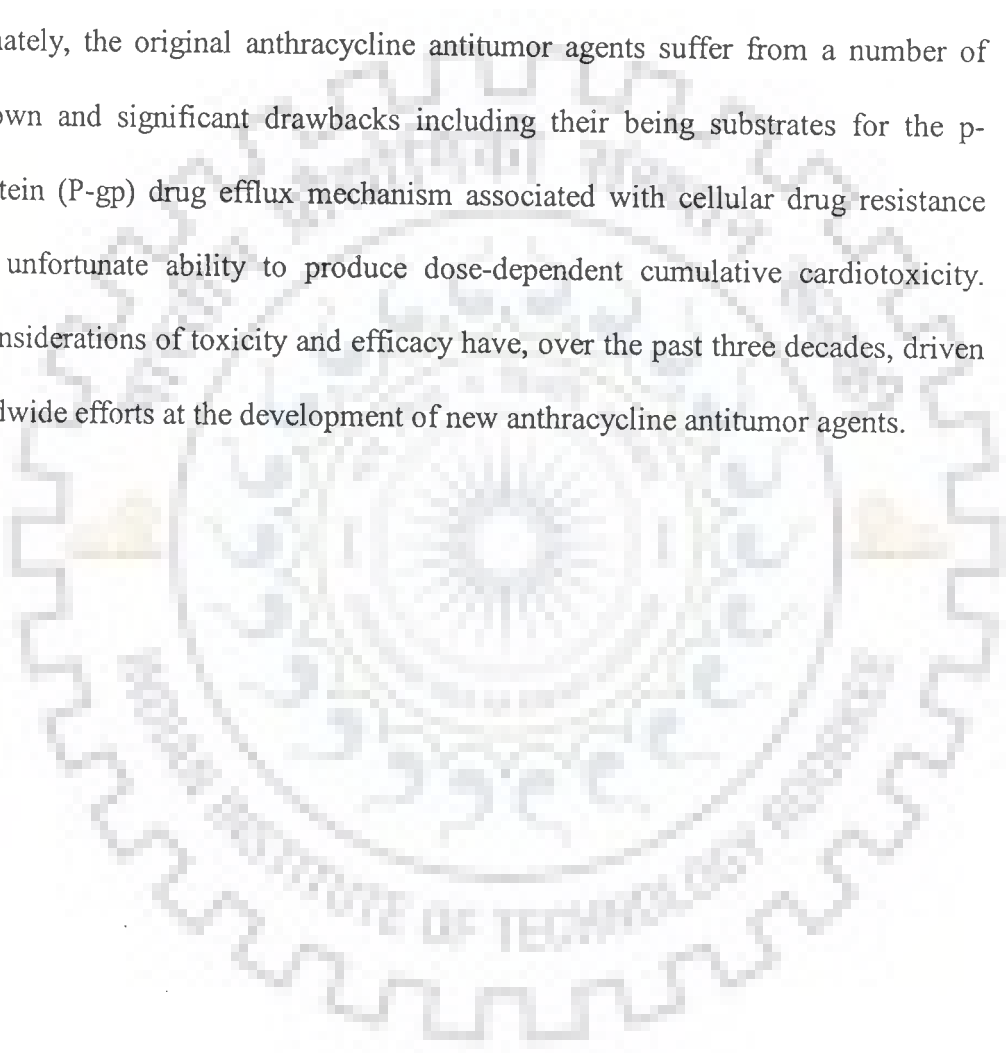 ately, the original anthracycline antitumor agents suffer from a number of
own and significant drawbacks including their being substrates for the p-
tein (P-gp) drug efflux mechanism associated with cellular drug resistance
unfortunate ability to produce dose-dependent cumulative cardiotoxicity.
nsiderations of toxicity and efficacy have, over the past three decades, driven
dwide efforts at the development of new anthracycline antitumor agents.
INSTITUTE OF TECHNOLOGY